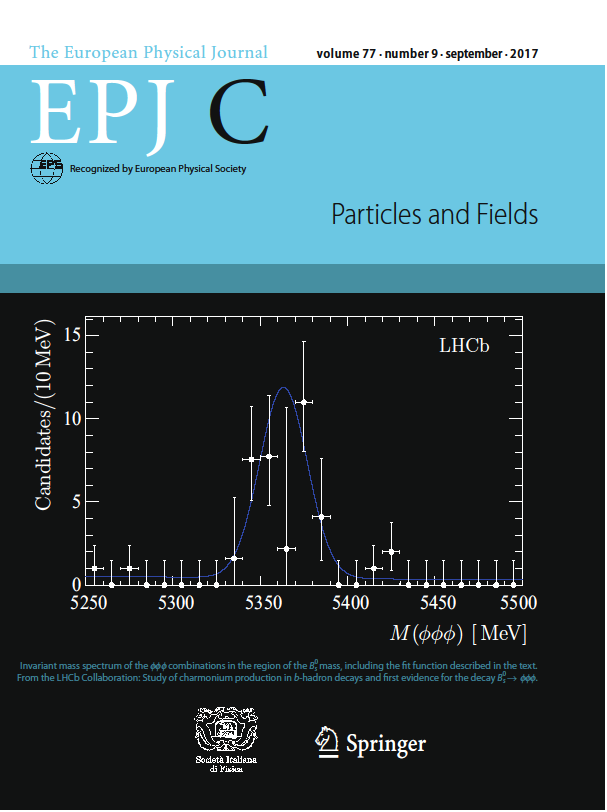 The European Physical Journal
volume 77 · number 9 · september · 2017
EPJ C
EPS
Recognized by European Physical Society
Particles and Fields
Candidates/(10 MeV)
15
10
5
0
LHCb
5250 5300 5350 5400 5450 5500
M(ϕϕϕ) [MeV]
Invariant mass spectrum of the ϕϕϕ combinations in the region of the B⁰ₛ mass, including the fit function described in the text.
From the LHCb Collaboration: Study of charmonium production in b-hadron decays and first evidence for the decay B⁰ₛ → ϕϕϕ.
Società Italiana
di Fisica
Springer